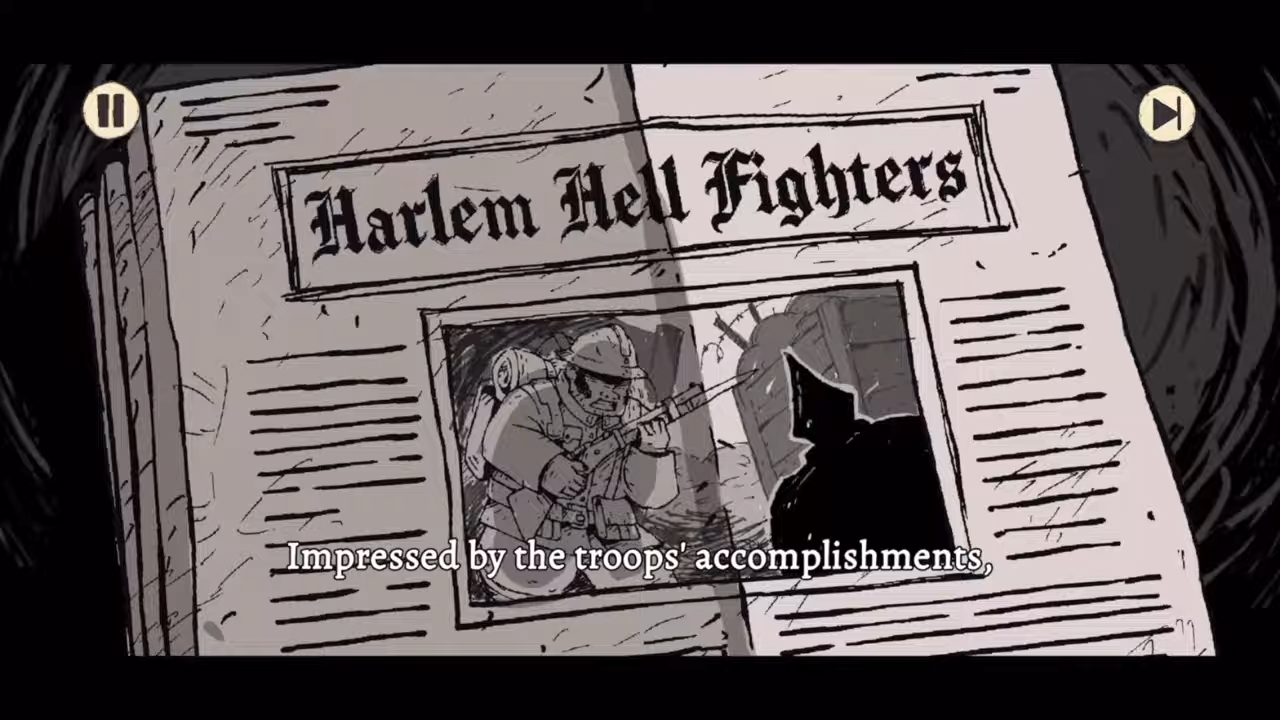 Harlem Hell Fighters
Impressed by the troops' accomplishments,